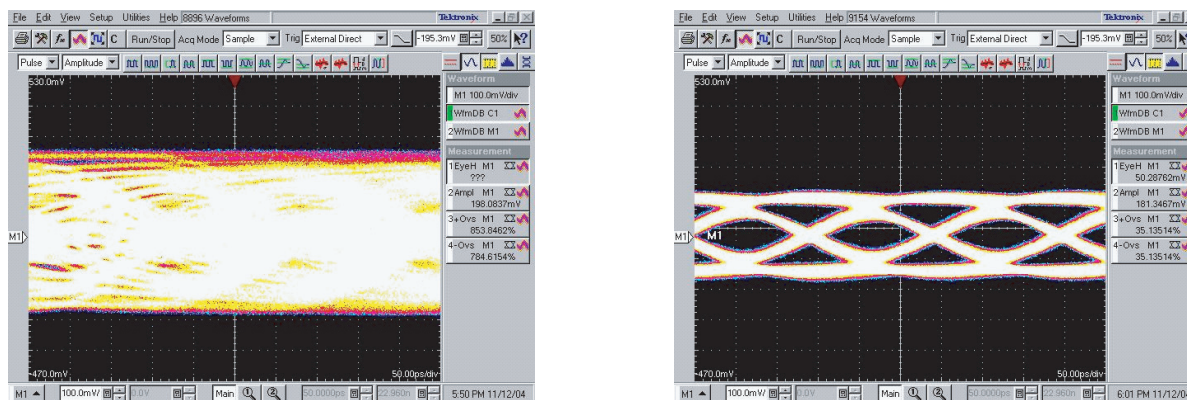 File Edit View Setup Utilities Help 8896 Waveforms Tektronix
C Run/Stop Acq Mode Sample Trig External Direct -195.3mV 50%
Pulse Amplitude
530.0mV
M1
-470.0mV 50.00ps/div
Waveform
M1 100.0mV/div
WfmDB C1
2WfmDB M1
Measurement
1EyeH M1
???
2Ampl M1
198.0837mV
3+Ovs M1
853.8462%
4-Ovs M1
784.6154%
M1 100.0mV/ 0.0V Main 1 2 50.0000ps 22.960n 5:50 PM 11/12/04
File Edit View Setup Utilities Help 9154 Waveforms Tektronix
C Run/Stop Acq Mode Sample Trig External Direct -195.3mV 50%
Pulse Amplitude
530.0mV
M1 M1
-470.0mV 50.00ps/div
Waveform
M1 100.0mV/div
WfmDB C1
2WfmDB M1
Measurement
1EyeH M1
50.28762mV
2Ampl M1
181.3467mV
3+Ovs M1
35.13514%
4-Ovs M1
35.13514%
M1 100.0mV/ 0.0V Main 1 2 50.0000ps 22.960n 6:01 PM 11/12/04